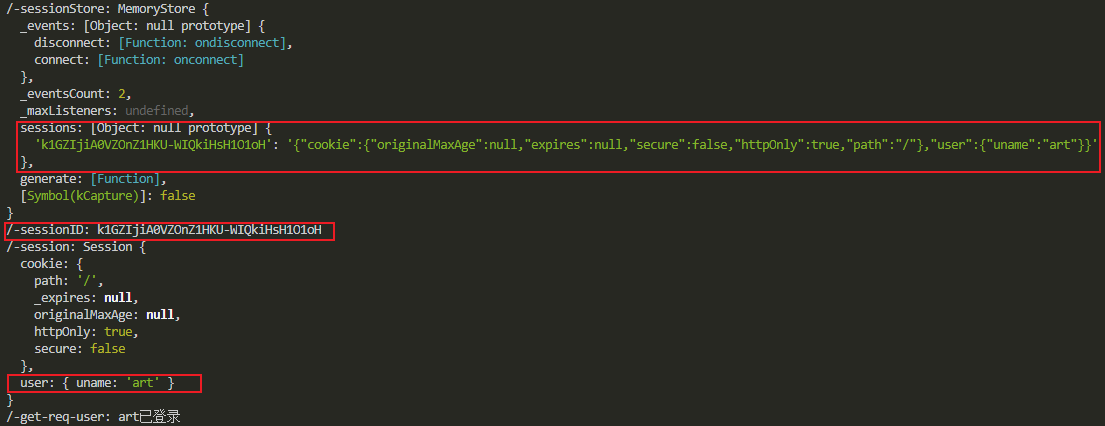 /-sessionStore: MemoryStore {
  _events: [Object: null prototype] {
    disconnect: [Function: ondisconnect],
    connect: [Function: onconnect]
  },
  _eventsCount: 2,
  _maxListeners: undefined,
  sessions: [Object: null prototype] {
    'k1GZIjiA0VZOnZ1HKU-WIQkiHsH1O1oH': '{"cookie":{"originalMaxAge":null,"expires":null,"secure":false,"httpOnly":true,"path":"/"},"user":{"uname":"art"}}'
  },
  generate: [Function],
  [Symbol(kCapture)]: false
}
/-sessionID: k1GZIjiA0VZOnZ1HKU-WIQkiHsH1O1oH
/-session: Session {
  cookie: {
    path: '/',
    _expires: null,
    originalMaxAge: null,
    httpOnly: true,
    secure: false
  },
  user: { uname: 'art' }
}
/-get-req-user: art已登录